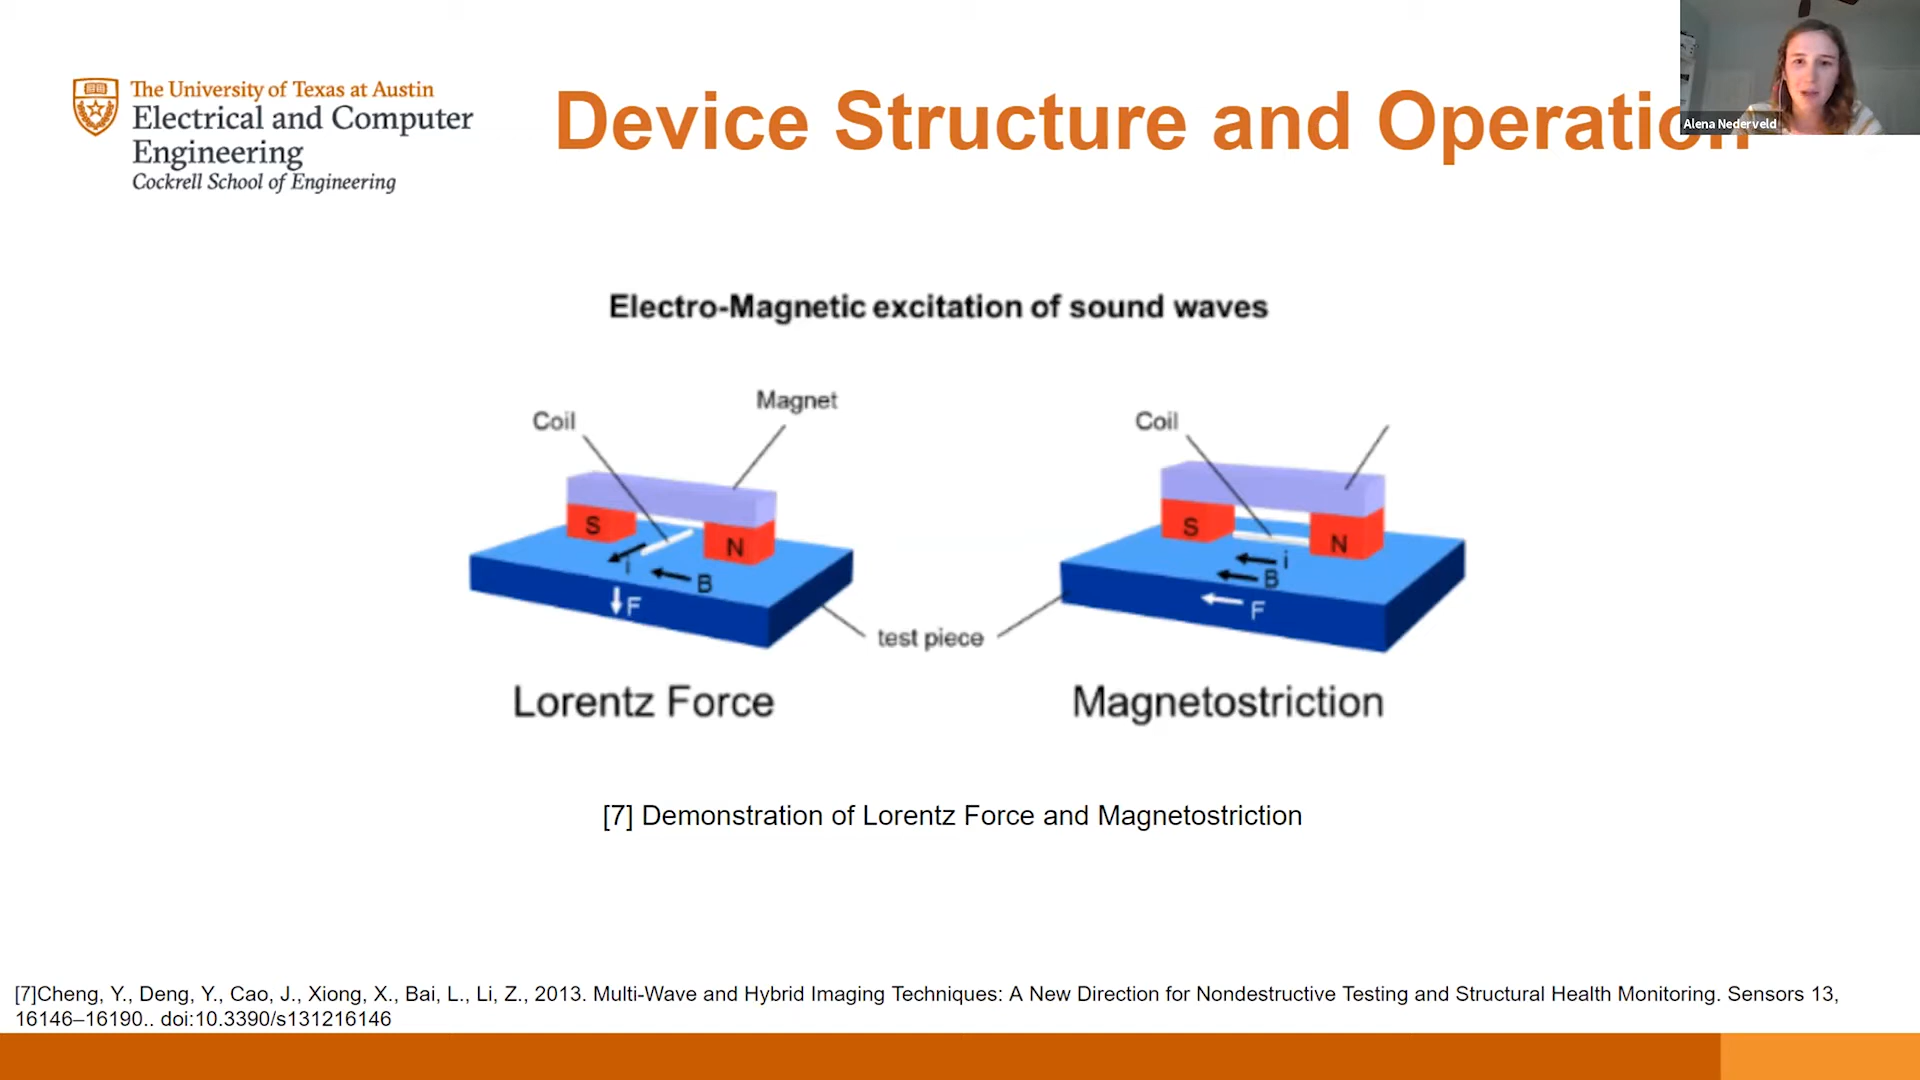 The University of Texas at Austin
Electrical and Computer
Engineering
Cockrell School of Engineering
Device Structure and Operation
Alena Nederveld
Electro-Magnetic excitation of sound waves
Coil
Magnet
S
N
i
B
F
Coil
S
N
i
B
F
test piece
Lorentz Force
Magnetostriction
[7] Demonstration of Lorentz Force and Magnetostriction
[7]Cheng, Y., Deng, Y., Cao, J., Xiong, X., Bai, L., Li, Z., 2013. Multi-Wave and Hybrid Imaging Techniques: A New Direction for Nondestructive Testing and Structural Health Monitoring. Sensors 13,
16146–16190.. doi:10.3390/s131216146